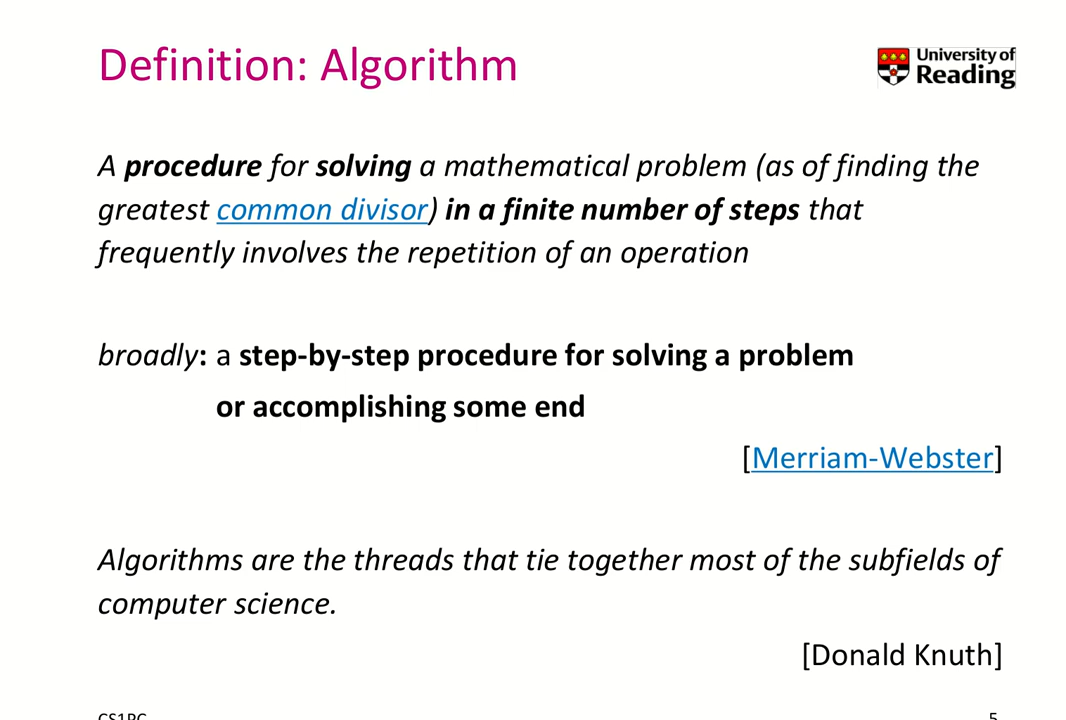 Definition: Algorithm
University of
Reading
A procedure for solving a mathematical problem (as of finding the
greatest common divisor) in a finite number of steps that
frequently involves the repetition of an operation
broadly: a step-by-step procedure for solving a problem
or accomplishing some end
[Merriam-Webster]
Algorithms are the threads that tie together most of the subfields of
computer science.
[Donald Knuth]
5